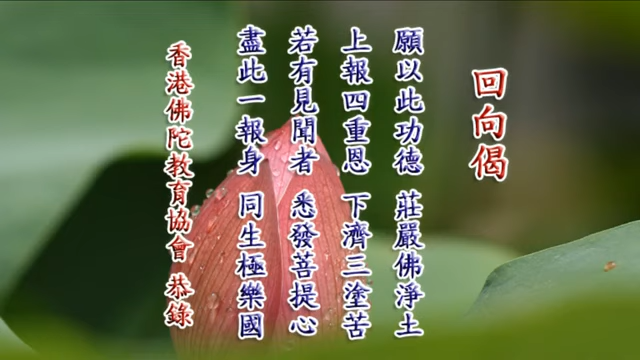 回向偈
願以此功德 莊嚴佛淨土
上報四重恩 下濟三塗苦
若有見聞者 悉發菩提心
盡此一報身 同生極樂國
香港佛陀教育協會 恭錄